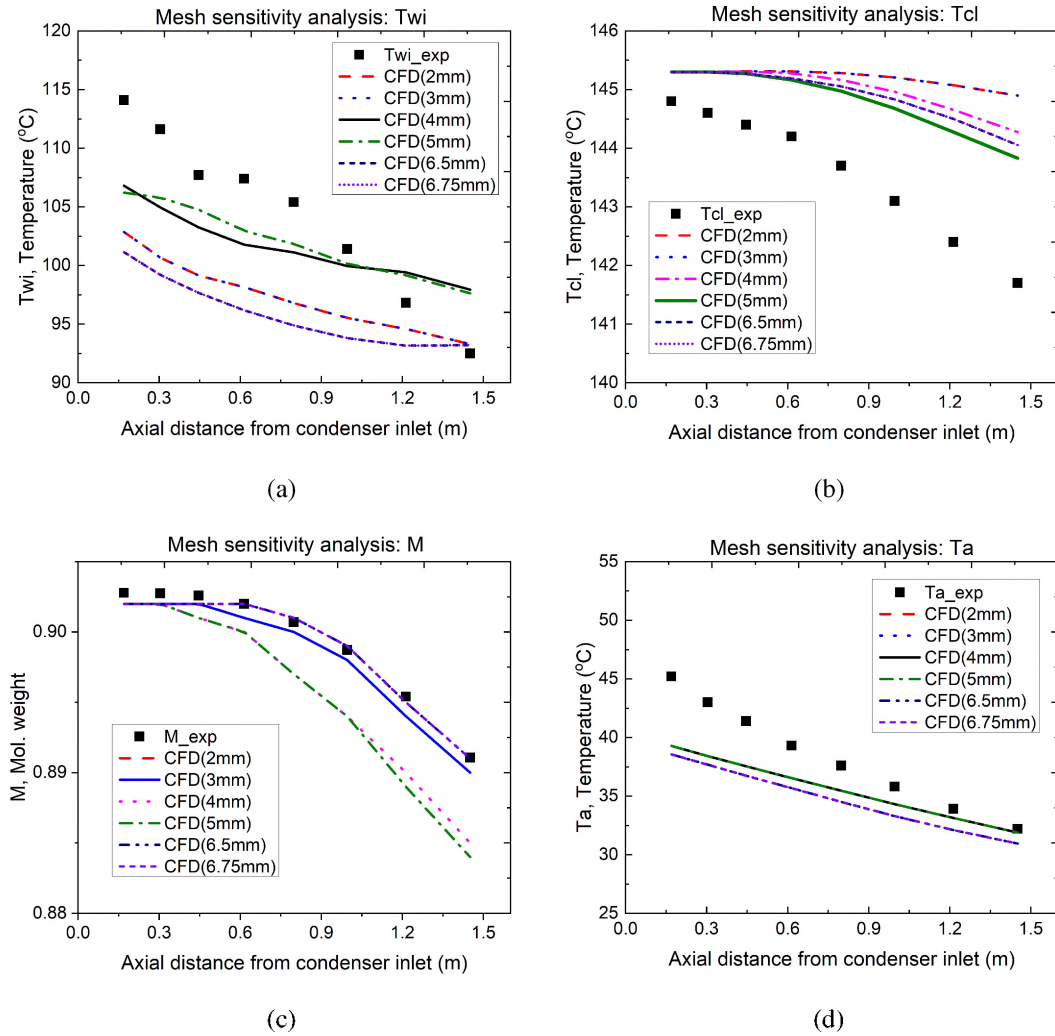 Mesh sensitivity analysis: Twi
120
115
110
105
100
95
90
Twi, Temperature (°C)
Twi_exp
CFD(2mm)
CFD(3mm)
CFD(4mm)
CFD(5mm)
CFD(6.5mm)
CFD(6.75mm)
0.0 0.3 0.6 0.9 1.2 1.5
Axial distance from condenser inlet (m)
(a)
Mesh sensitivity analysis: Tcl
146
145
144
143
142
141
140
Tcl, Temperature (°C)
Tcl_exp
CFD(2mm)
CFD(3mm)
CFD(4mm)
CFD(5mm)
CFD(6.5mm)
CFD(6.75mm)
0.0 0.3 0.6 0.9 1.2 1.5
Axial distance from condenser inlet (m)
(b)
Mesh sensitivity analysis: M
0.90
0.89
0.88
M, Mol. weight
M_exp
CFD(2mm)
CFD(3mm)
CFD(4mm)
CFD(5mm)
CFD(6.5mm)
CFD(6.75mm)
0.0 0.3 0.6 0.9 1.2 1.5
Axial distance from condenser inlet (m)
(c)
Mesh sensitivity analysis: Ta
55
50
45
40
35
30
25
Ta, Temperature (°C)
Ta_exp
CFD(2mm)
CFD(3mm)
CFD(4mm)
CFD(5mm)
CFD(6.5mm)
CFD(6.75mm)
0.0 0.3 0.6 0.9 1.2 1.5
Axial distance from condenser inlet (m)
(d)